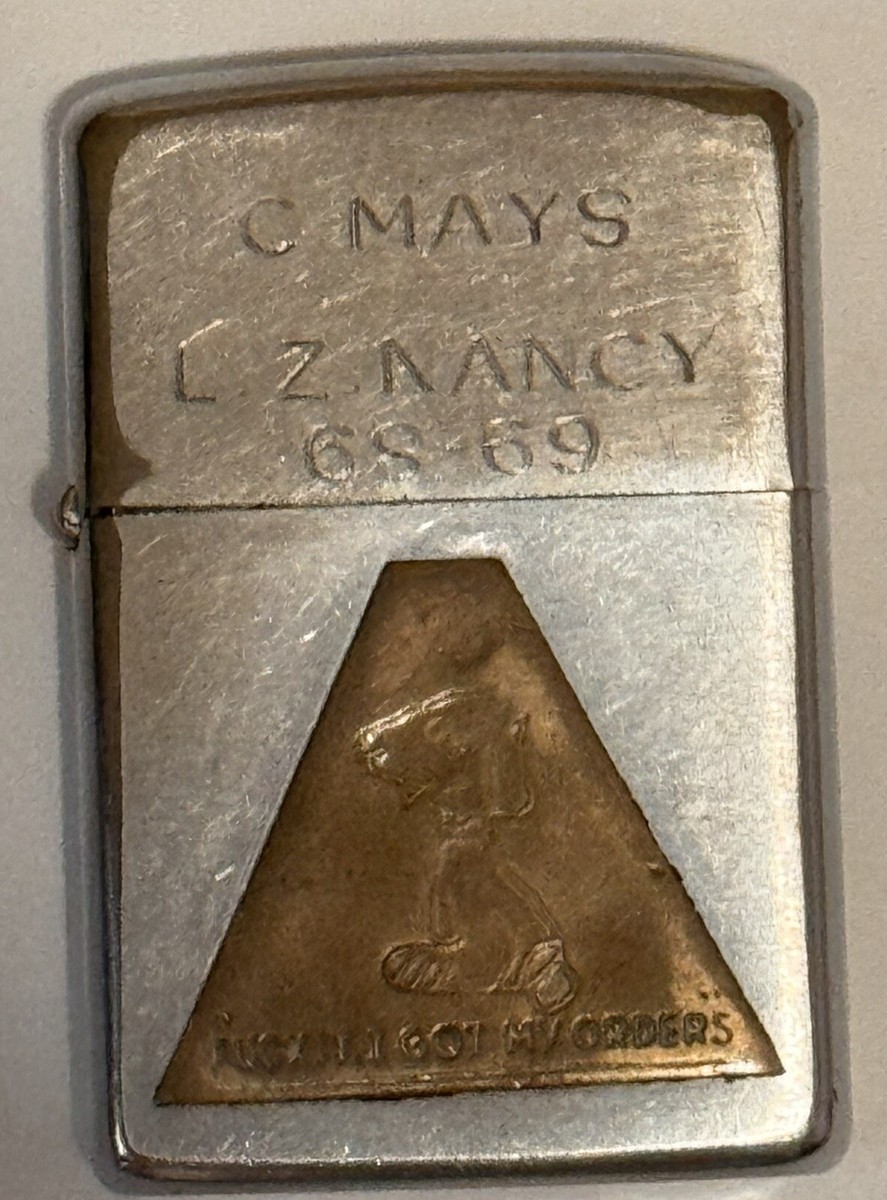 C MAYS
L Z NANCY
68 69
I GOT MY ORDERS